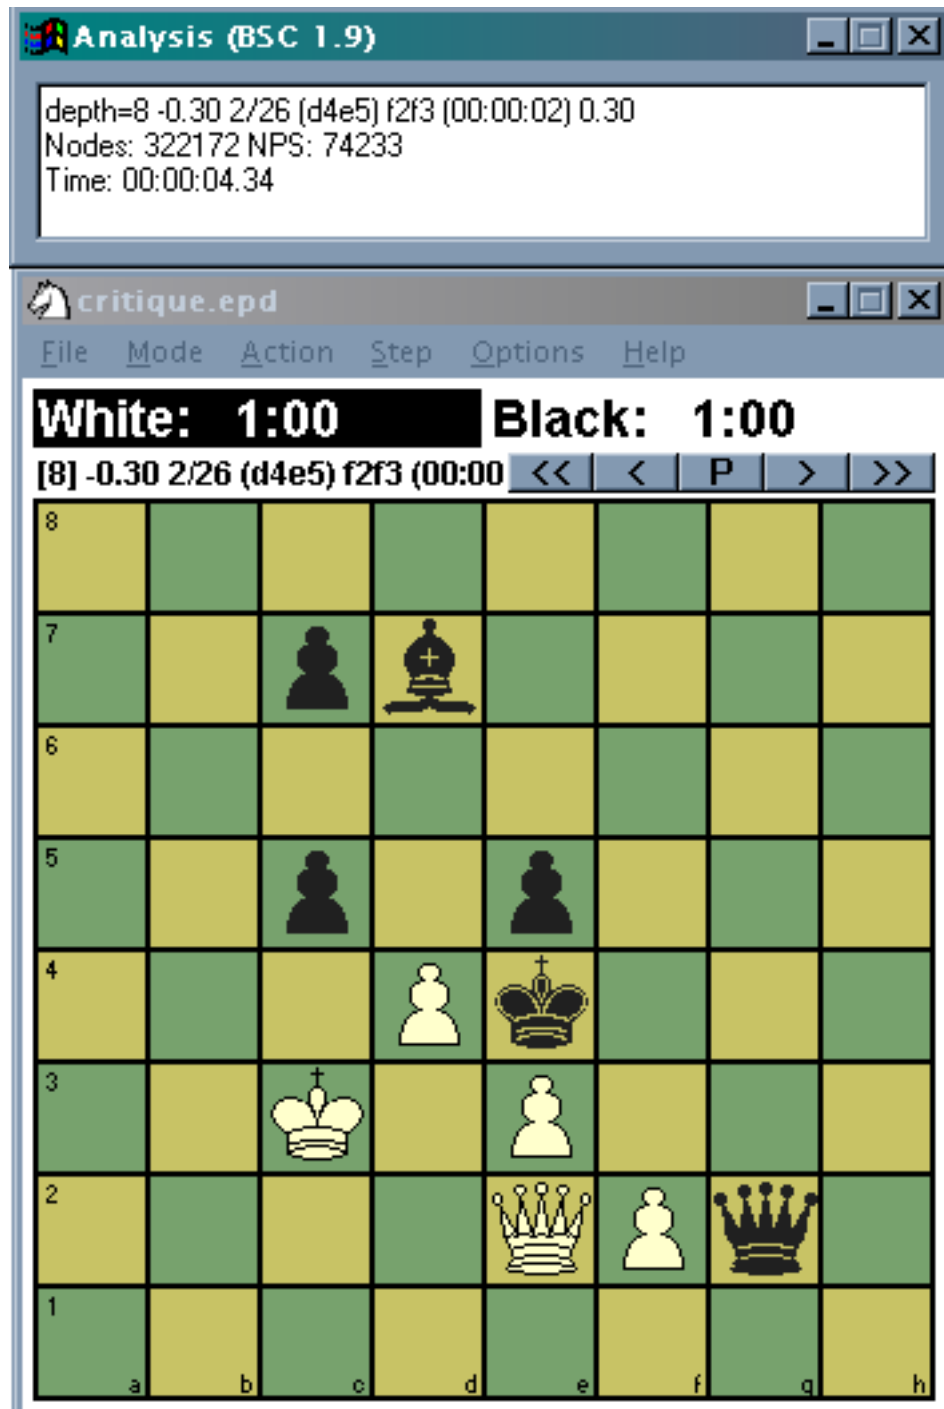 Analysis (BSC 1.9)
depth=8 -0.30 2/26 (d4e5) f2f3 (00:00:02) 0.30
Nodes: 322172 NPS: 74233
Time: 00:00:04.34
critique.epd
File Mode Action Step Options Help
White: 1:00 Black: 1:00
[8] -0.30 2/26 (d4e5) f2f3 (00:00 << < P > >>
8
7
6
5
4
3
2
1
a b c d e f g h